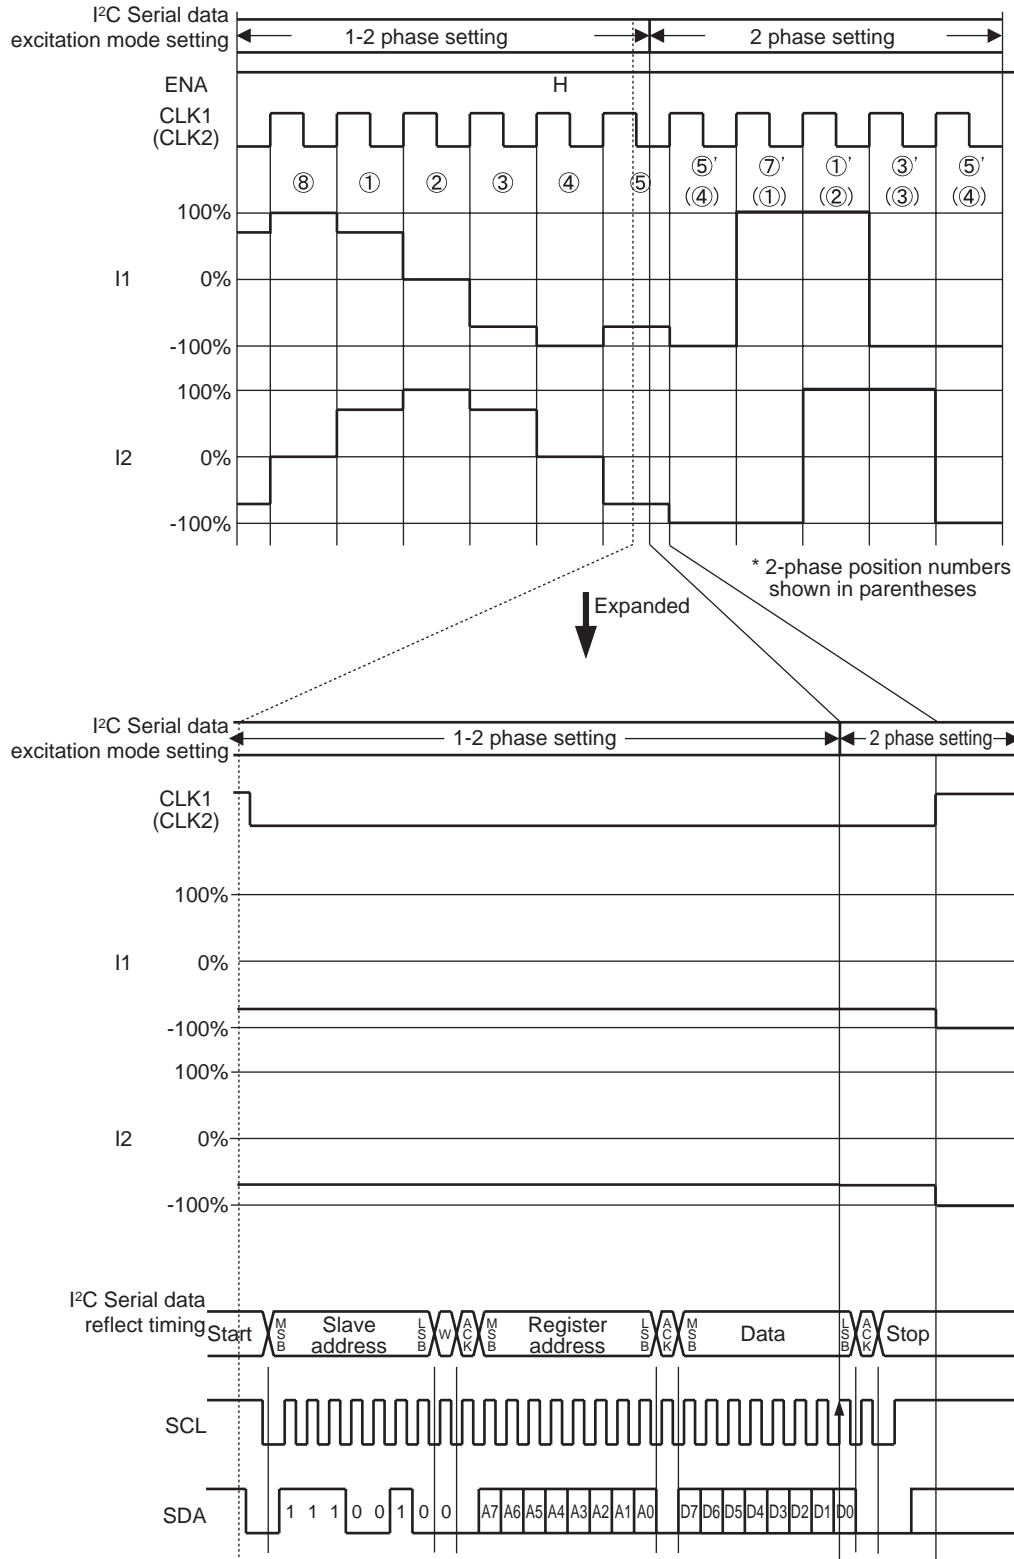 I²C Serial data
excitation mode setting
1-2 phase setting
2 phase setting
ENA
H
CLK1
(CLK2)
⑧ ① ② ③ ④ ⑤ ⑤' ⑦' ①' ③' ⑤'
(④) (①) (②) (③) (④)
100%
I1 0%
-100%
100%
I2 0%
-100%
* 2-phase position numbers
shown in parentheses
Expanded
I²C Serial data
excitation mode setting
1-2 phase setting
2 phase setting
CLK1
(CLK2)
100%
I1 0%
-100%
100%
I2 0%
-100%
I²C Serial data
reflect timing
Start
MSB
Slave
address
LSB
W
ACK
MSB
Register
address
LSB
ACK
MSB
Data
LSB
ACK
Stop
SCL
SDA
1 1 1 0 0 1 0 0 A7 A6 A5 A4 A3 A2 A1 A0 D7 D6 D5 D4 D3 D2 D1 D0